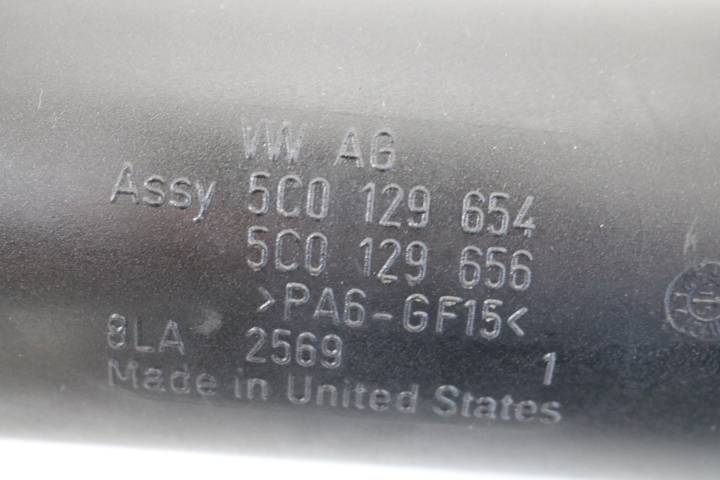 VW AG
Assy 5C0 129 654
5C0 129 656
>PA6-GF15<
8LA 2569 1
Made in United States